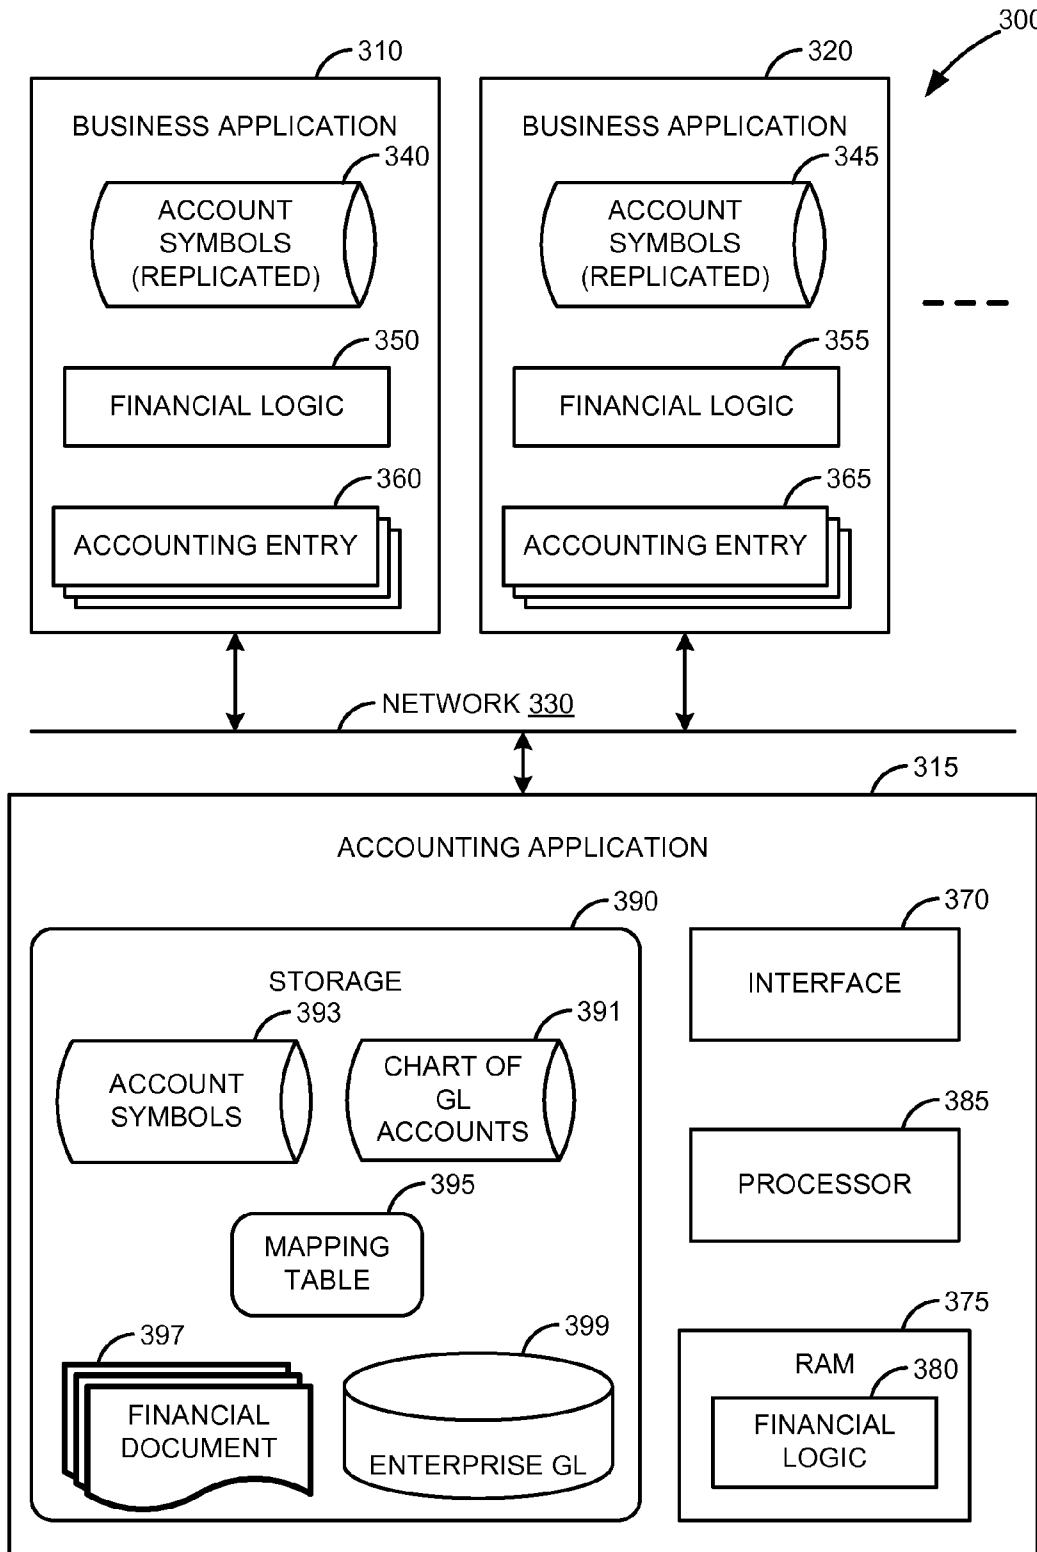 300
310
320
BUSINESS APPLICATION
BUSINESS APPLICATION
340
345
ACCOUNT
SYMBOLS
(REPLICATED)
ACCOUNT
SYMBOLS
(REPLICATED)
350
355
FINANCIAL LOGIC
FINANCIAL LOGIC
360
365
ACCOUNTING ENTRY
ACCOUNTING ENTRY
NETWORK 330
315
ACCOUNTING APPLICATION
390
370
STORAGE
INTERFACE
393
391
ACCOUNT
SYMBOLS
CHART OF
GL
ACCOUNTS
385
PROCESSOR
395
MAPPING
TABLE
375
397
399
RAM
380
FINANCIAL
DOCUMENT
ENTERPRISE GL
FINANCIAL
LOGIC